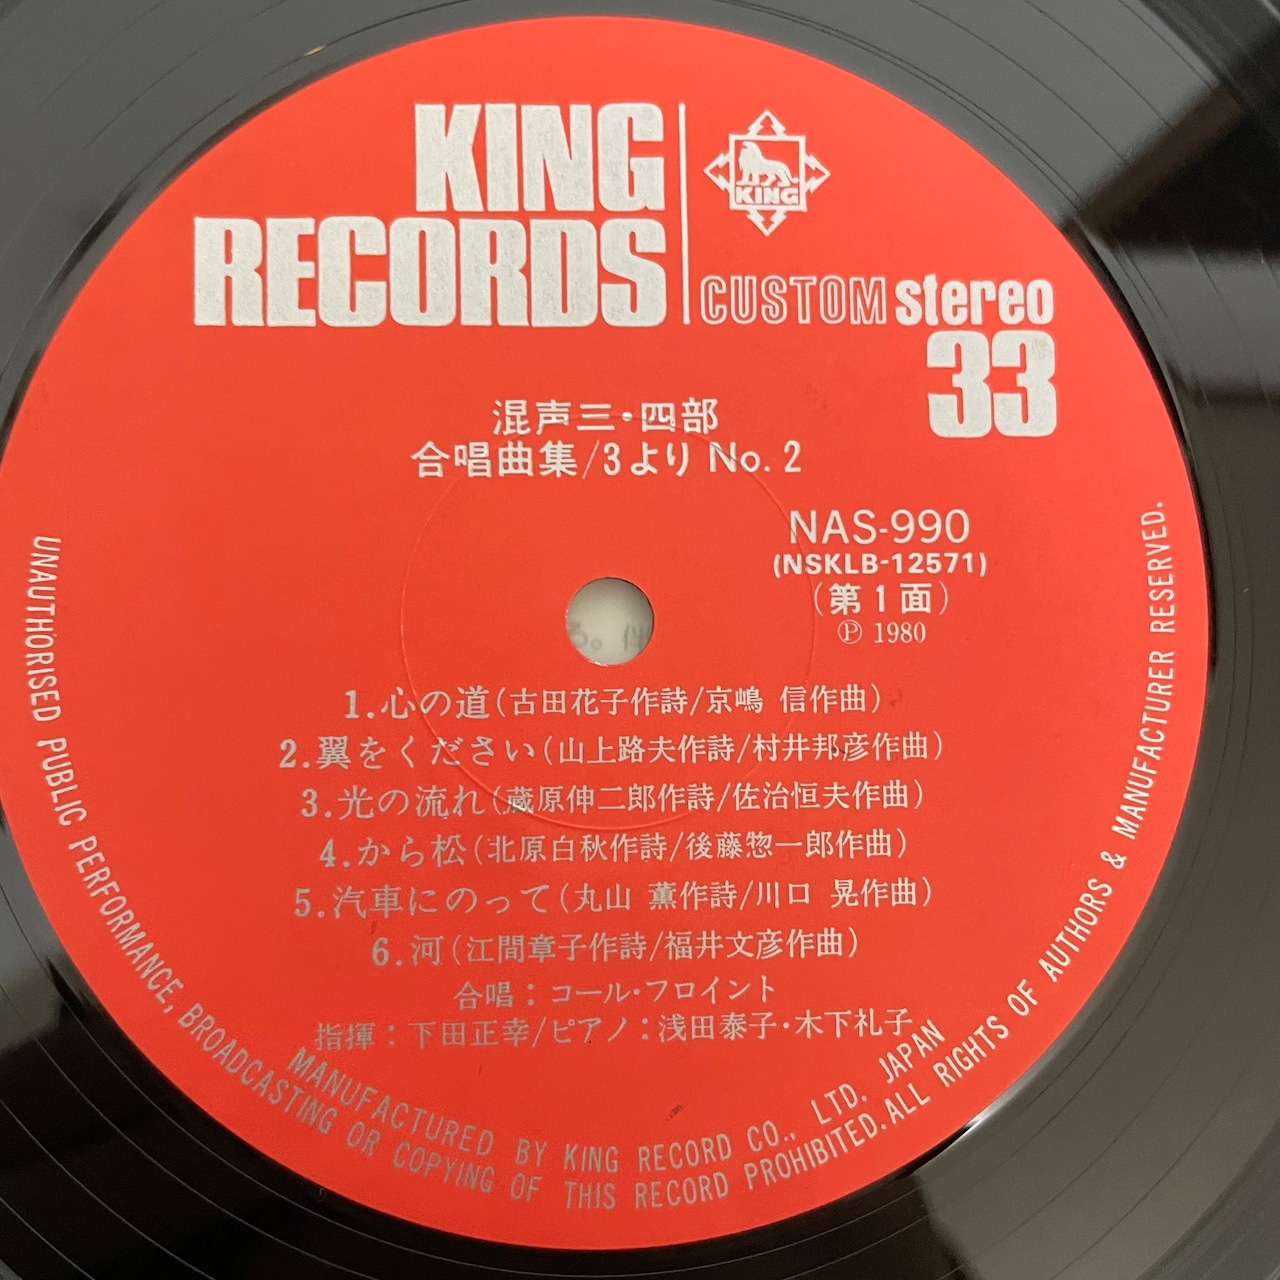 KING
RECORDS
KING
CUSTOM stereo
33
混声三・四部
合唱曲集/3より No. 2
NAS-990
(NSKLB-12571)
(第1面)
Ⓟ 1980
1.心の道(古田花子作詩/京嶋 信作曲)
2.翼をください(山上路夫作詩/村井邦彦作曲)
3.光の流れ(蔵原伸二郎作詩/佐治恒夫作曲)
4.から松(北原白秋作詩/後藤惣一郎作曲)
5.汽車にのって(丸山 薫作詩/川口 晃作曲)
6.河(江間章子作詩/福井文彦作曲)
合唱：コール・フロイント
指揮：下田正幸/ピアノ：浅田泰子・木下礼子
MANUFACTURED BY KING RECORD CO., LTD. JAPAN
UNAUTHORISED PUBLIC PERFORMANCE, BROADCASTING OR COPYING OF THIS RECORD PROHIBITED. ALL RIGHTS OF AUTHORS & MANUFACTURER RESERVED.